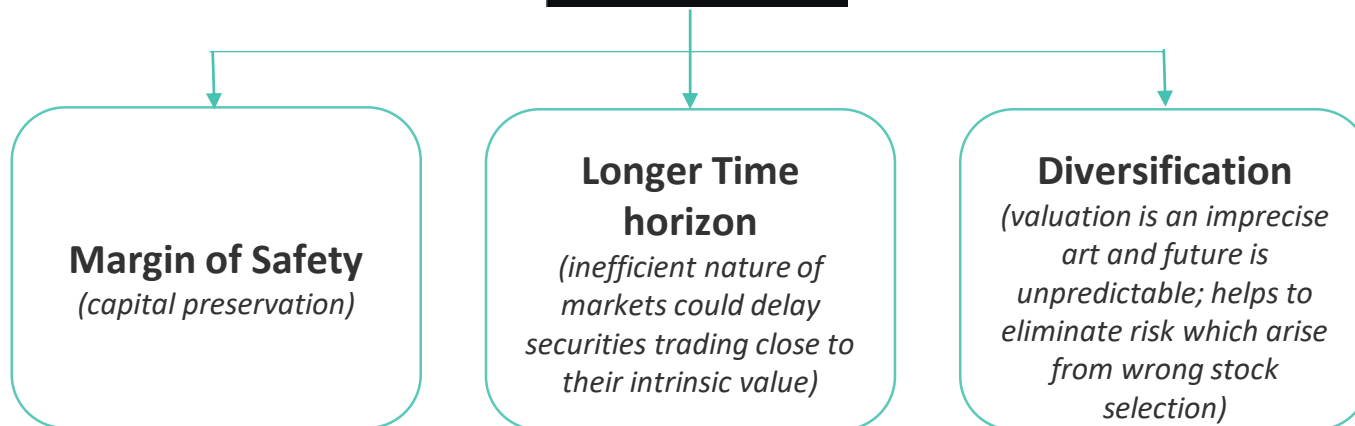 Margin of Safety
(capital preservation)
Longer Time
horizon
(inefficient nature of
markets could delay
securities trading close to
their intrinsic value)
Diversification
(valuation is an imprecise
art and future is
unpredictable; helps to
eliminate risk which arise
from wrong stock
selection)